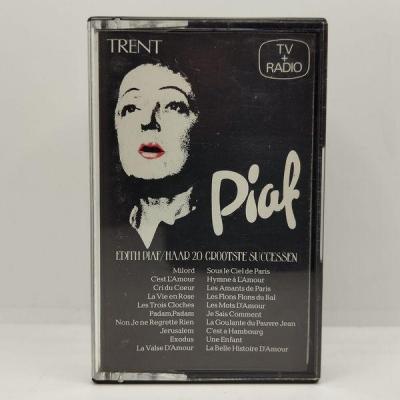 TRENT
TV
+
RADIO
Piaf
EDITH PIAF/HAAR 20 GROOTSTE SUCCESSEN
Milord
C'est L'Amour
Cri du Coeur
La Vie en Rose
Les Trois Cloches
Padam, Padam
Non, Je ne Regrette Rien
Jerusalem
Exodus
La Valse D'Amour
Sous le Ciel de Paris
Hymne à L'Amour
Les Amants de Paris
Les Flons Flons du Bal
Les Mots D'Amour
Je Sais Comment
La Goulante du Pauvre Jean
C'est a Hambourg
Une Enfant
La Belle Histoire D'Amour